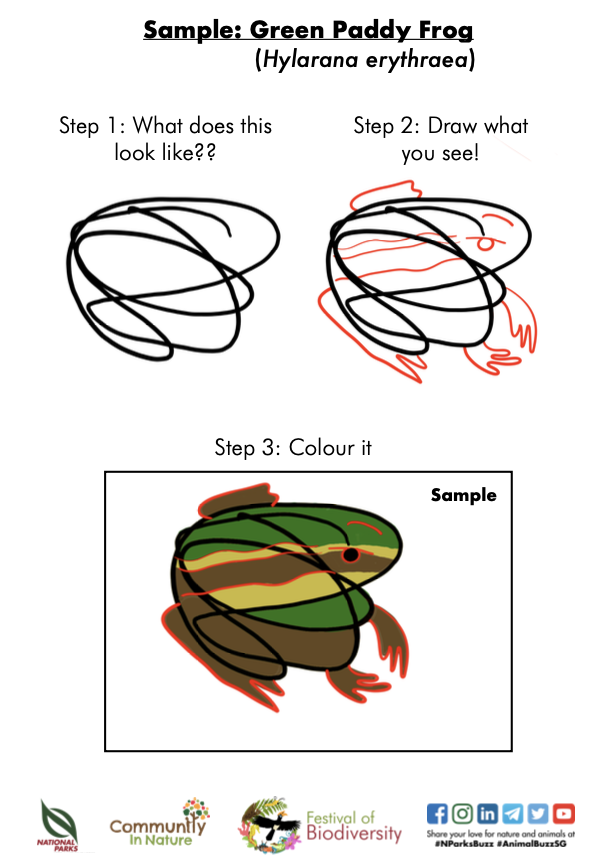 Sample: Green Paddy Frog
(Hylarana erythraea)
Step 1: What does this
look like??
Step 2: Draw what
you see!
Step 3: Colour it
Sample
NATIONAL
PARKS
Community
In Nature
Festival of
Biodiversity
Share your love for nature and animals at
#NParksBuzz #AnimalBuzzSG